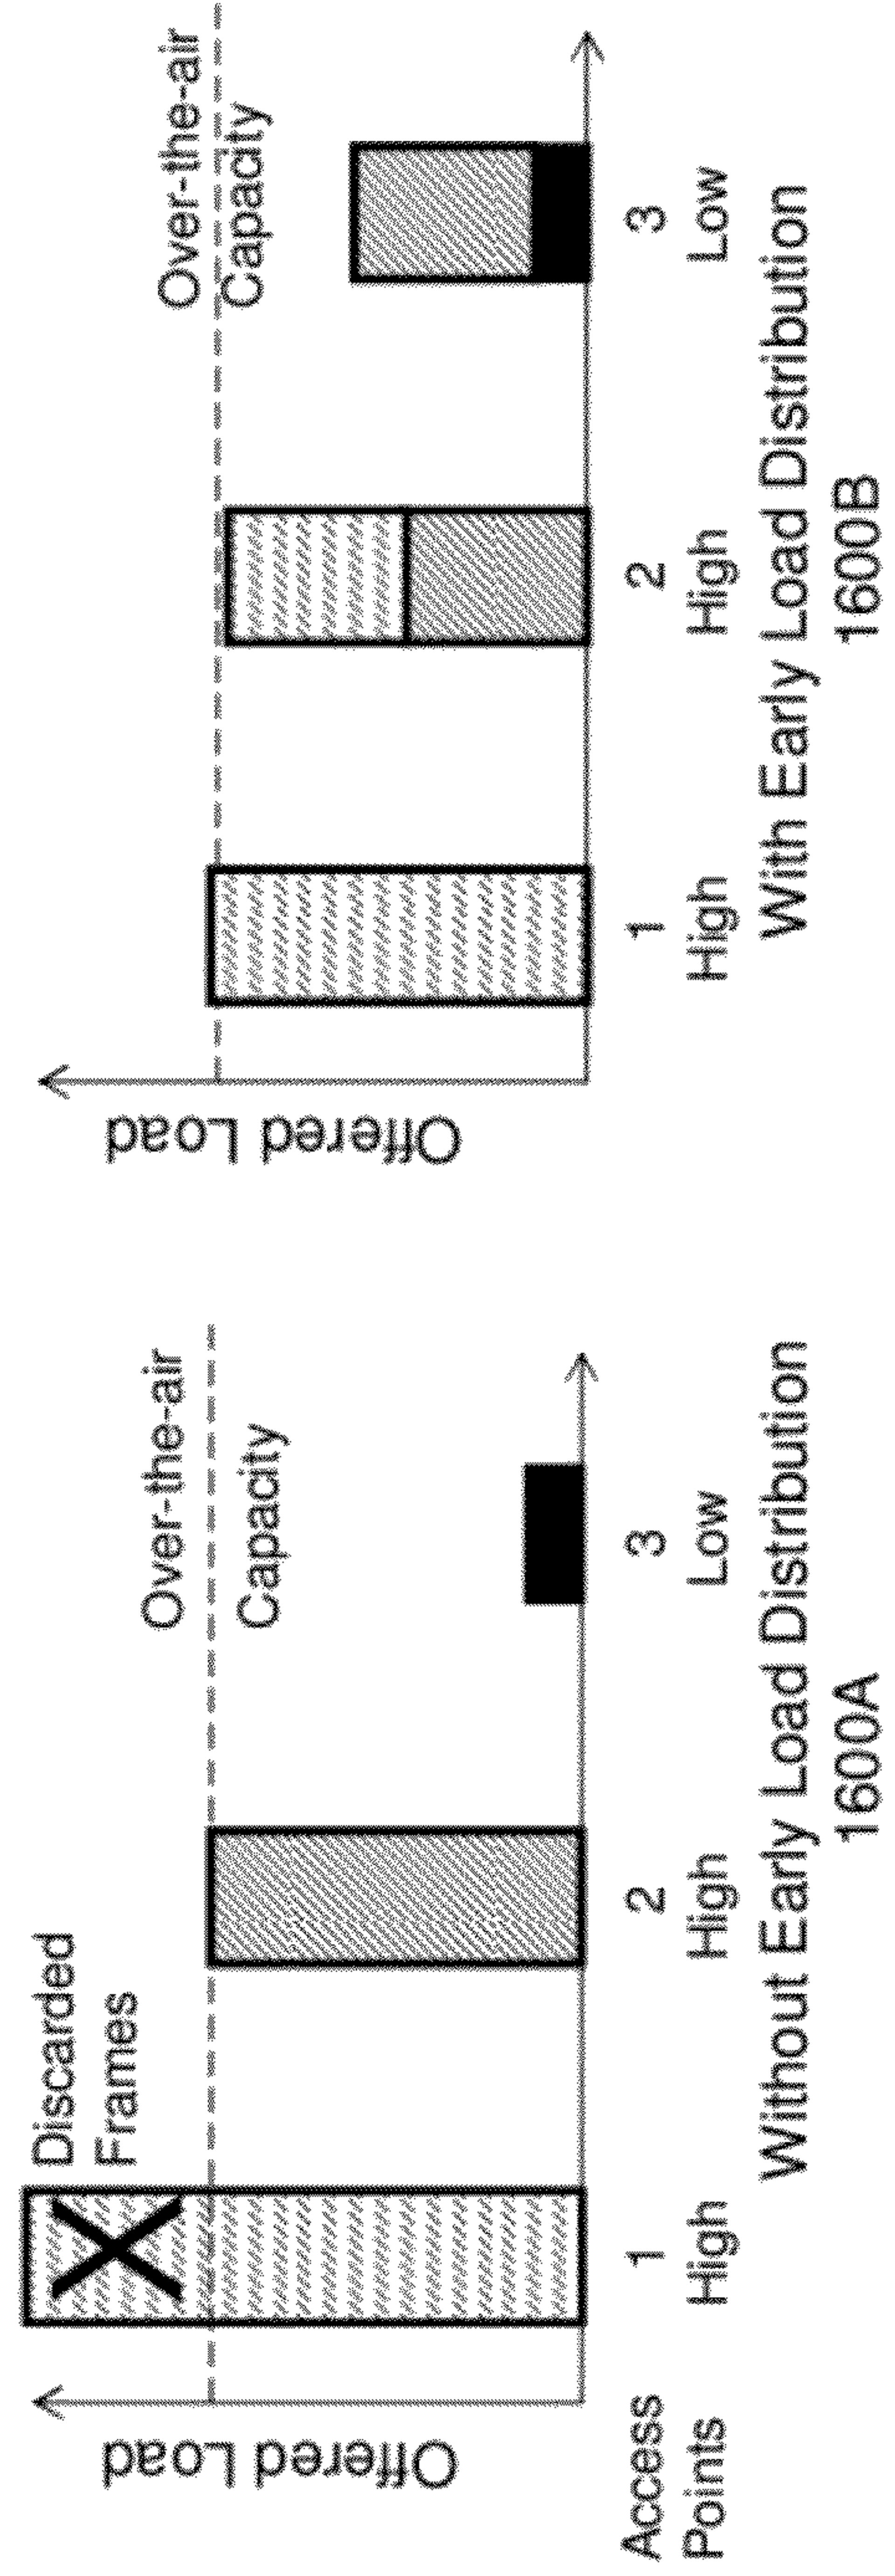 Offered Load
Discarded
Frames
Over-the-air
Capacity
Access
Points
1
2
3
High
High
Low
Without Early Load Distribution
1600A
Offered Load
Over-the-air
Capacity
1
2
3
High
High
Low
With Early Load Distribution
1600B